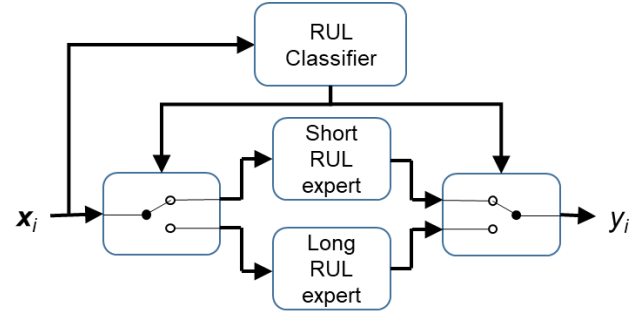 RUL
Classifier
Short
RUL
expert
x_i
y_i
Long
RUL
expert